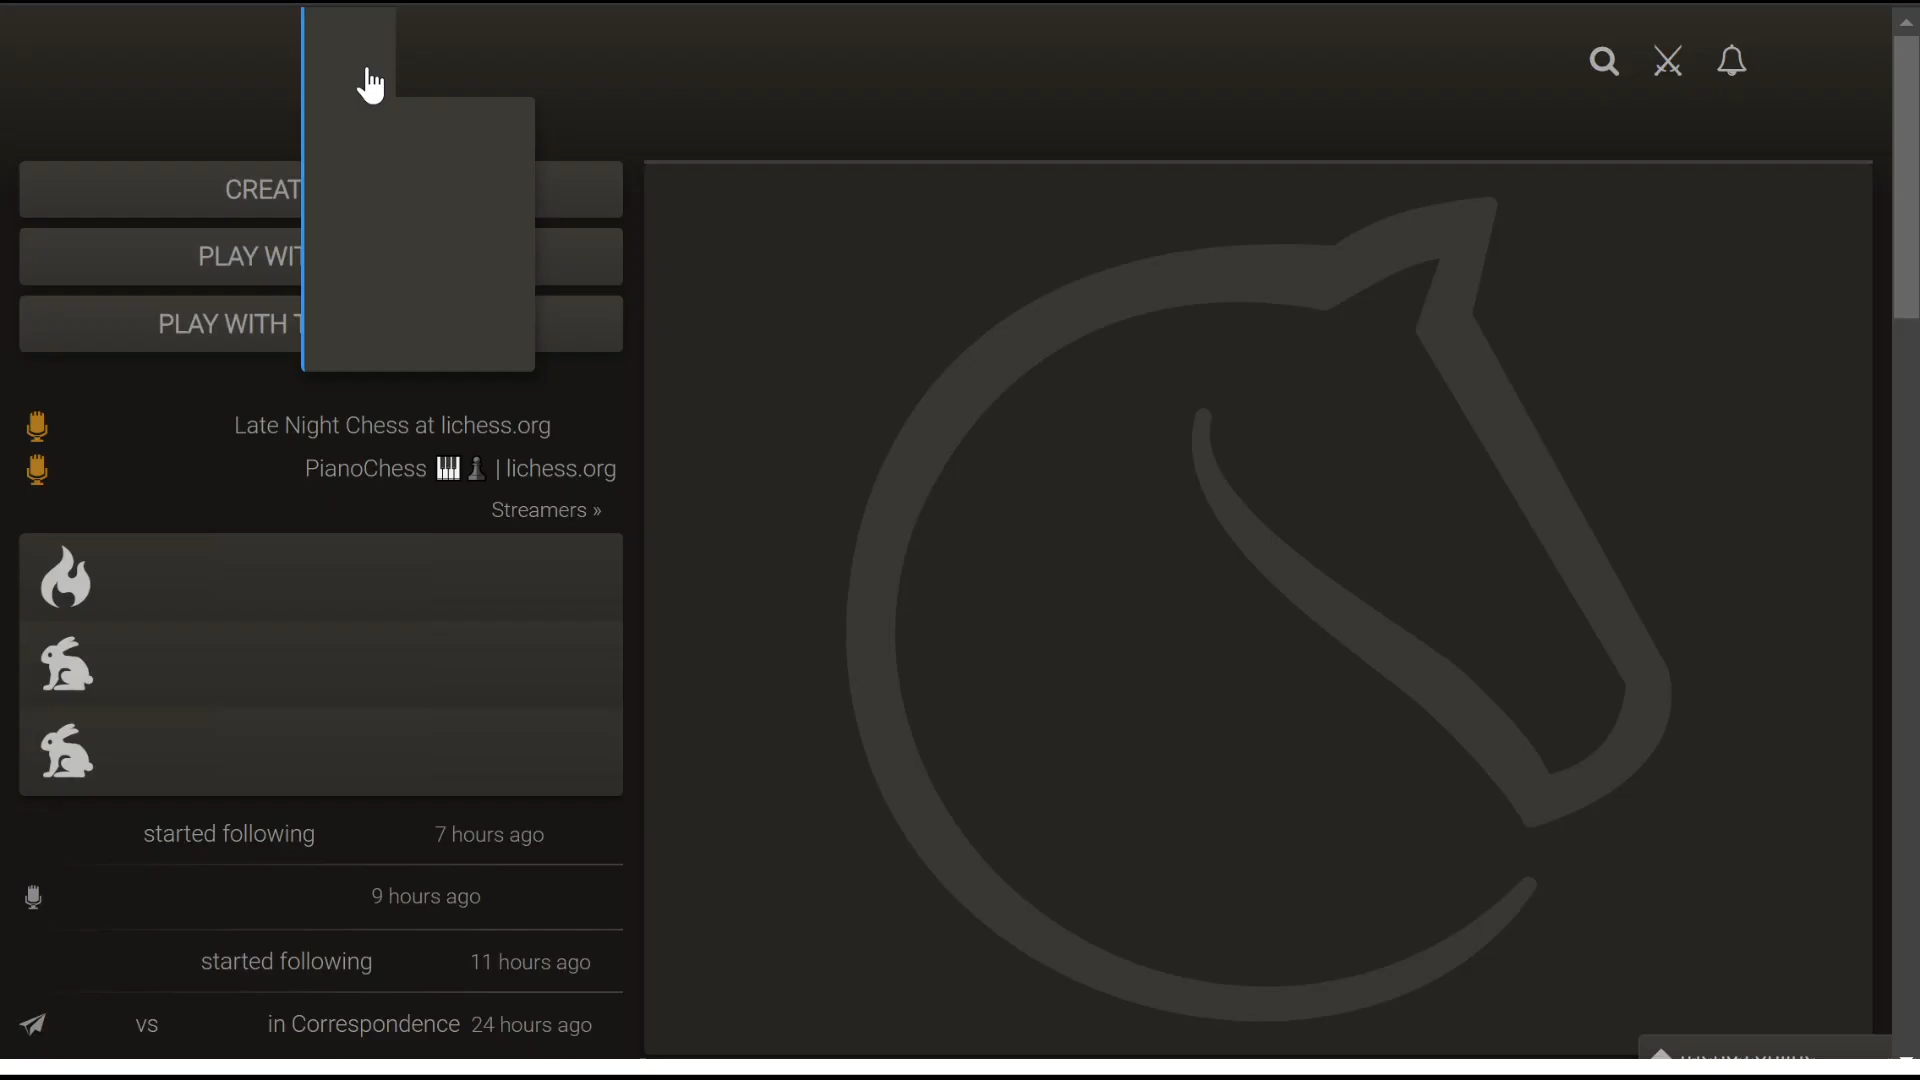 CREAT
PLAY WIT
PLAY WITH T
Late Night Chess at lichess.org
PianoChess 🎹♟ | lichess.org
Streamers »
started following 7 hours ago
9 hours ago
started following 11 hours ago
vs in Correspondence 24 hours ago